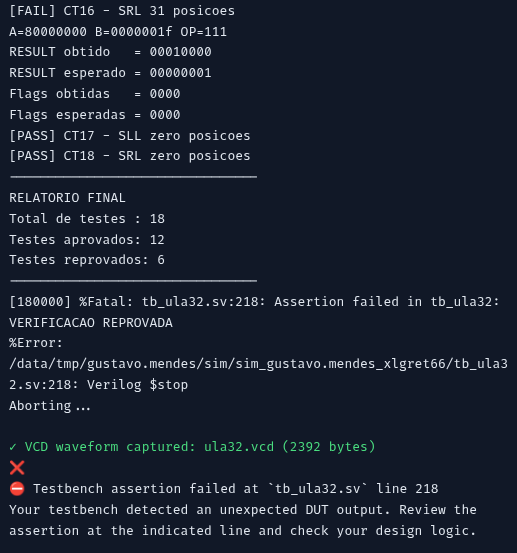 [FAIL] CT16 - SRL 31 posicoes
A=80000000 B=0000001f OP=111
RESULT obtido   = 00010000
RESULT esperado = 00000001
Flags obtidas   = 0000
Flags esperadas = 0000
[PASS] CT17 - SLL zero posicoes
[PASS] CT18 - SRL zero posicoes
--------------------------------
RELATORIO FINAL
Total de testes : 18
Testes aprovados: 12
Testes reprovados: 6
--------------------------------
[180000] %Fatal: tb_ula32.sv:218: Assertion failed in tb_ula32:
VERIFICACAO REPROVADA
%Error:
/data/tmp/gustavo.mendes/sim/sim_gustavo.mendes_xlgret66/tb_ula3
2.sv:218: Verilog $stop
Aborting...
✓ VCD waveform captured: ula32.vcd (2392 bytes)
❌
⛔ Testbench assertion failed at `tb_ula32.sv` line 218
Your testbench detected an unexpected DUT output. Review the
assertion at the indicated line and check your design logic.